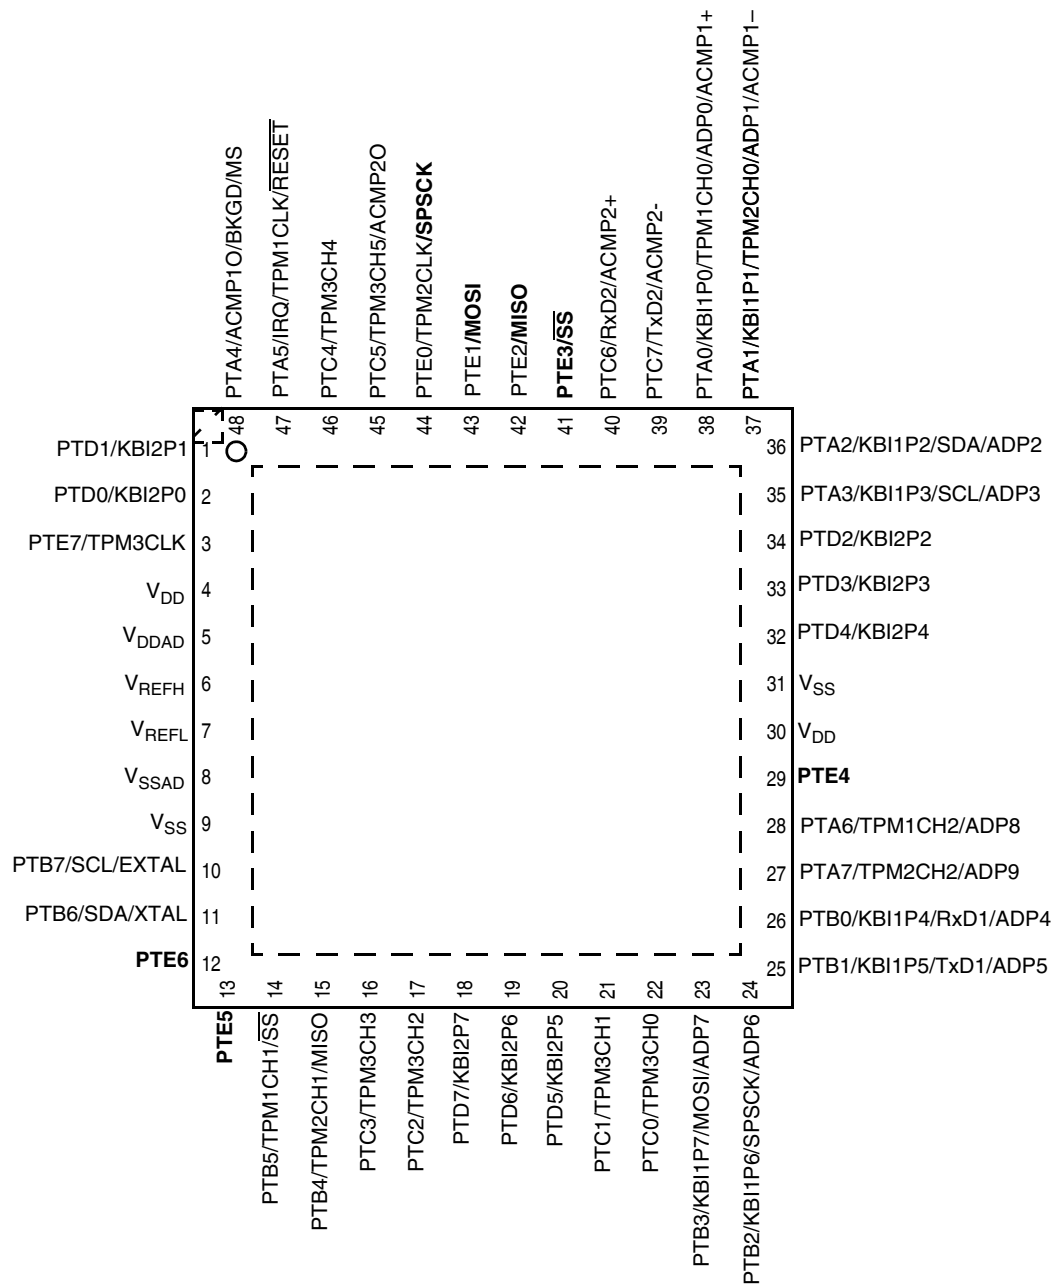 PTA4/ACMP1O/BKGD/MS
PTA5/IRQ/TPM1CLK/RESET
PTC4/TPM3CH4
PTC5/TPM3CH5/ACMP2O
PTE0/TPM2CLK/SPSCK
PTE1/MOSI
PTE2/MISO
PTE3/SS
PTC6/RxD2/ACMP2+
PTC7/TxD2/ACMP2-
PTA0/KBI1P0/TPM1CH0/ADP0/ACMP1+
PTA1/KBI1P1/TPM2CH0/ADP1/ACMP1–
48
47
46
45
44
43
42
41
40
39
38
37
PTD1/KBI2P1 1
PTD0/KBI2P0 2
PTE7/TPM3CLK 3
VDD 4
VDDAD 5
VREFH 6
VREFL 7
VSSAD 8
VSS 9
PTB7/SCL/EXTAL 10
PTB6/SDA/XTAL 11
PTE6 12
36 PTA2/KBI1P2/SDA/ADP2
35 PTA3/KBI1P3/SCL/ADP3
34 PTD2/KBI2P2
33 PTD3/KBI2P3
32 PTD4/KBI2P4
31 VSS
30 VDD
29 PTE4
28 PTA6/TPM1CH2/ADP8
27 PTA7/TPM2CH2/ADP9
26 PTB0/KBI1P4/RxD1/ADP4
25 PTB1/KBI1P5/TxD1/ADP5
13
14
15
16
17
18
19
20
21
22
23
24
PTE5
PTB5/TPM1CH1/SS
PTB4/TPM2CH1/MISO
PTC3/TPM3CH3
PTC2/TPM3CH2
PTD7/KBI2P7
PTD6/KBI2P6
PTD5/KBI2P5
PTC1/TPM3CH1
PTC0/TPM3CH0
PTB3/KBI1P7/MOSI/ADP7
PTB2/KBI1P6/SPSCK/ADP6